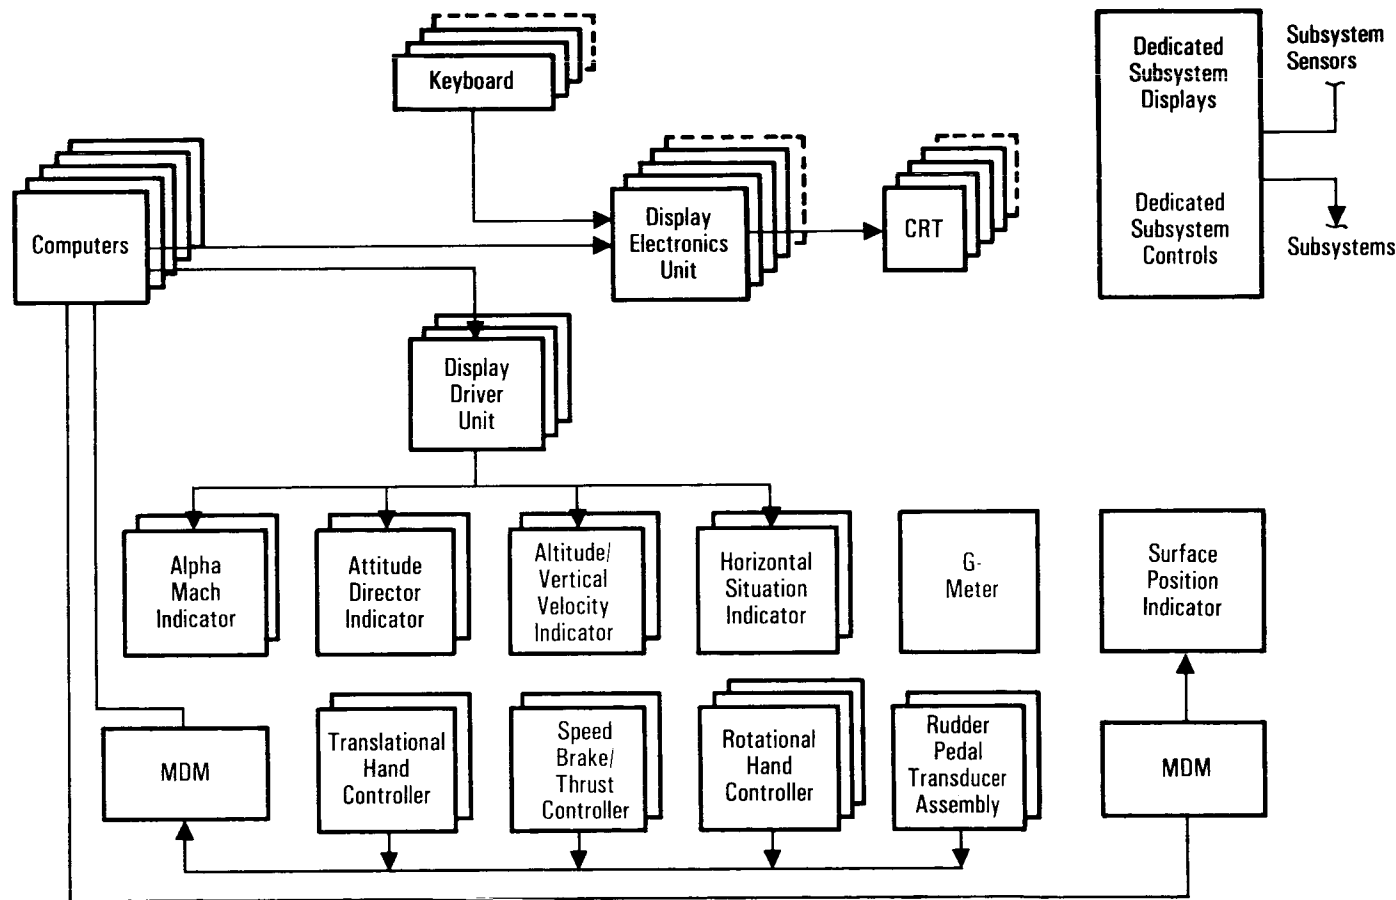 Keyboard
Dedicated
Subsystem
Displays
Subsystem
Sensors
Computers
Display
Electronics
Unit
CRT
Dedicated
Subsystem
Controls
Subsystems
Display
Driver
Unit
Alpha
Mach
Indicator
Attitude
Director
Indicator
Altitude/
Vertical
Velocity
Indicator
Horizontal
Situation
Indicator
G-
Meter
Surface
Position
Indicator
MDM
Translational
Hand
Controller
Speed
Brake/
Thrust
Controller
Rotational
Hand
Controller
Rudder
Pedal
Transducer
Assembly
MDM